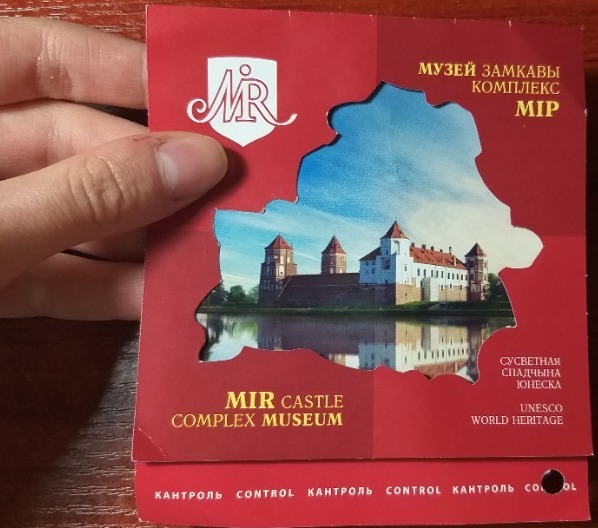 MIR
МУЗЕЙ ЗАМКАВЫ
КОМПЛЕКС
МІР
MIR CASTLE
COMPLEX MUSEUM
СУСВЕТНАЯ
СПАДЧЫНА
ЮНЕСКА
UNESCO
WORLD HERITAGE
КАНТРОЛЬ CONTROL КАНТРОЛЬ CONTROL КАНТРОЛЬ